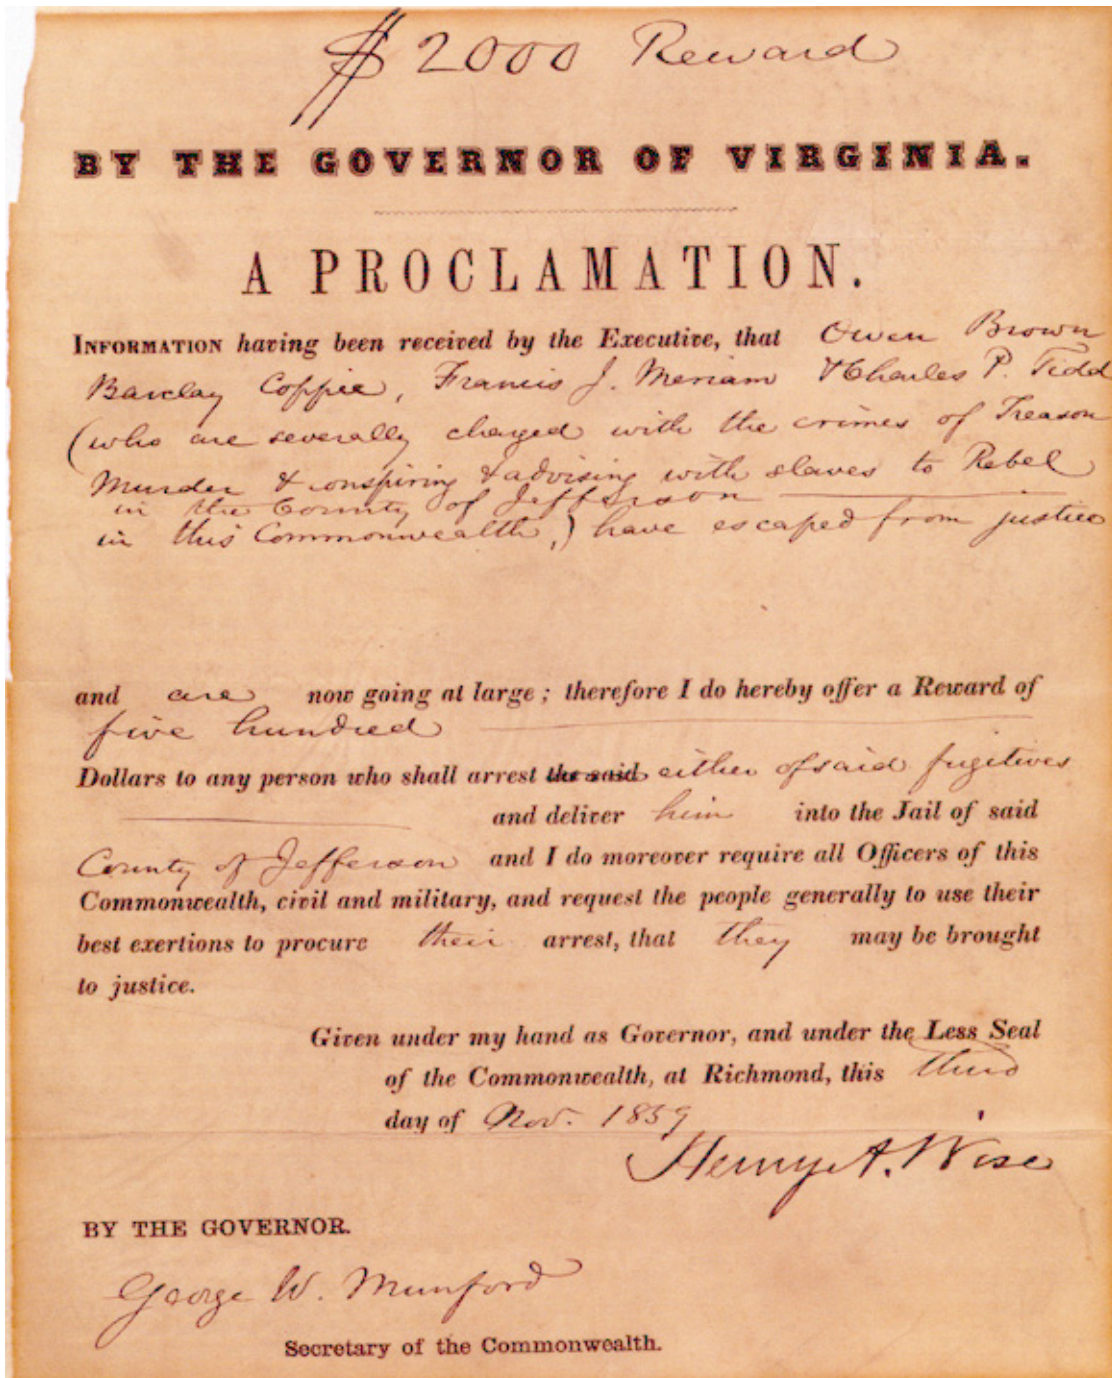 $2000 Reward
BY THE GOVERNOR OF VIRGINIA.
A PROCLAMATION.
INFORMATION having been received by the Executive, that Owen Brown
Barclay Coppie, Francis J. Meriam & Charles P. Tidd
(who are severally charged with the crimes of Treason
Murder & conspiring & advising with slaves to Rebel
in the County of Jefferson
in this Commonwealth,) have escaped from justice
and are now going at large; therefore I do hereby offer a Reward of
five hundred
Dollars to any person who shall arrest the said either of said fugitives
and deliver him into the Jail of said
County of Jefferson and I do moreover require all Officers of this
Commonwealth, civil and military, and request the people generally to use their
best exertions to procure their arrest, that they may be brought
to justice.
Given under my hand as Governor, and under the Less Seal
of the Commonwealth, at Richmond, this third
day of Nov. 1859
Henry A. Wise
BY THE GOVERNOR.
George W. Munford
Secretary of the Commonwealth.